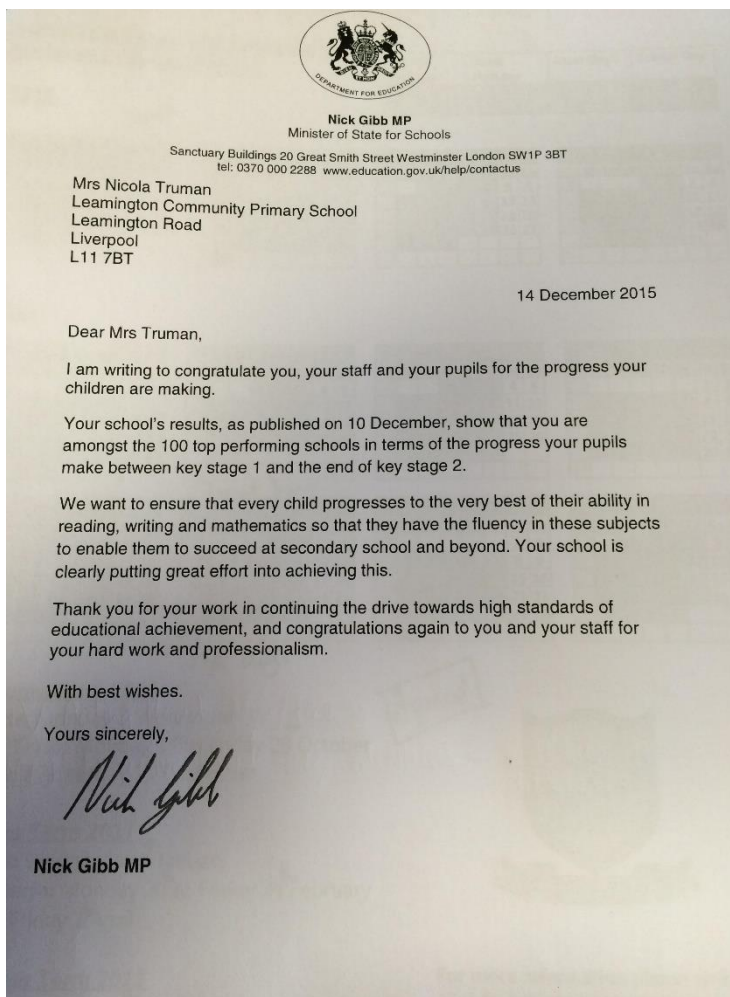 DEPARTMENT FOR EDUCATION
Nick Gibb MP
Minister of State for Schools
Sanctuary Buildings 20 Great Smith Street Westminster London SW1P 3BT
tel: 0370 000 2288 www.education.gov.uk/help/contactus
Mrs Nicola Truman
Leamington Community Primary School
Leamington Road
Liverpool
L11 7BT
14 December 2015
Dear Mrs Truman,
I am writing to congratulate you, your staff and your pupils for the progress your
children are making.
Your school's results, as published on 10 December, show that you are
amongst the 100 top performing schools in terms of the progress your pupils
make between key stage 1 and the end of key stage 2.
We want to ensure that every child progresses to the very best of their ability in
reading, writing and mathematics so that they have the fluency in these subjects
to enable them to succeed at secondary school and beyond. Your school is
clearly putting great effort into achieving this.
Thank you for your work in continuing the drive towards high standards of
educational achievement, and congratulations again to you and your staff for
your hard work and professionalism.
With best wishes.
Yours sincerely,
Nick Gibb
Nick Gibb MP